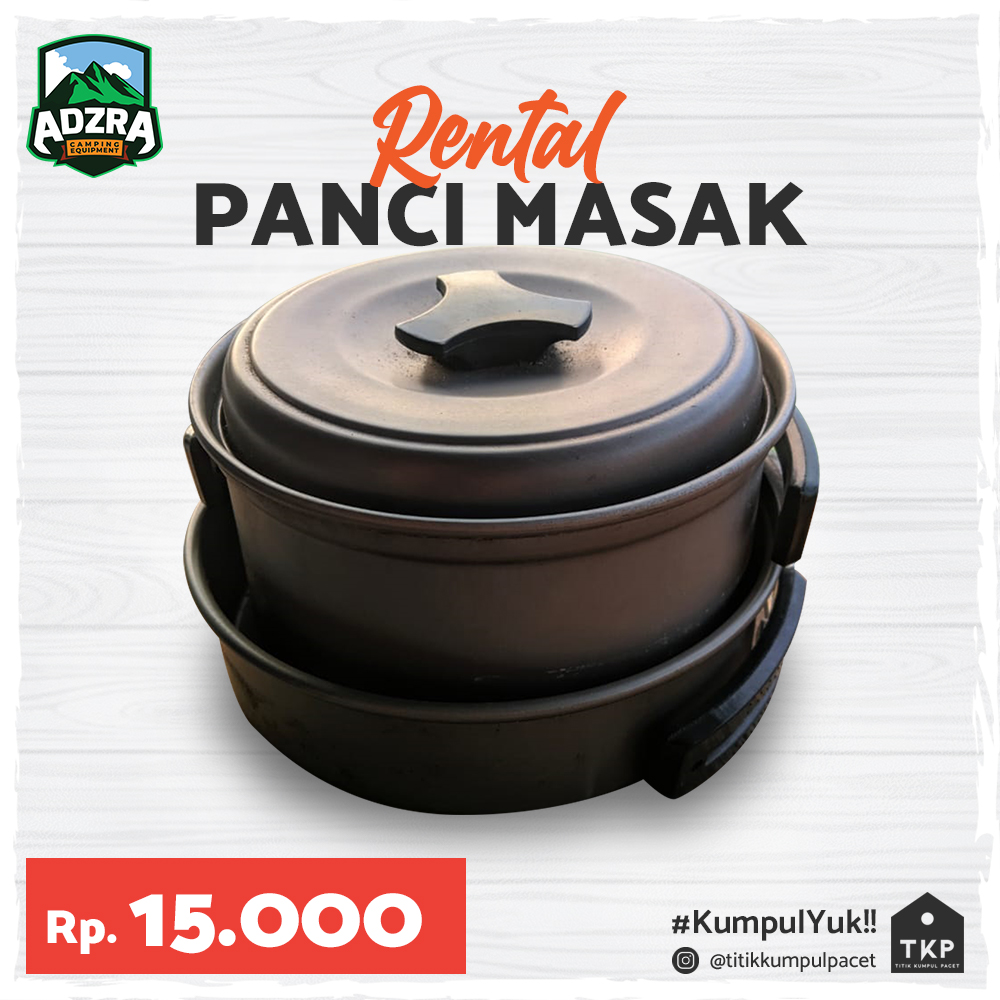 ADZRA
CAMPING
EQUIPMENT
Rental
PANCI MASAK
Rp. 15.000
#KumpulYuk!!
@titikkumpulpacet
TKP
TITIK KUMPUL PACET